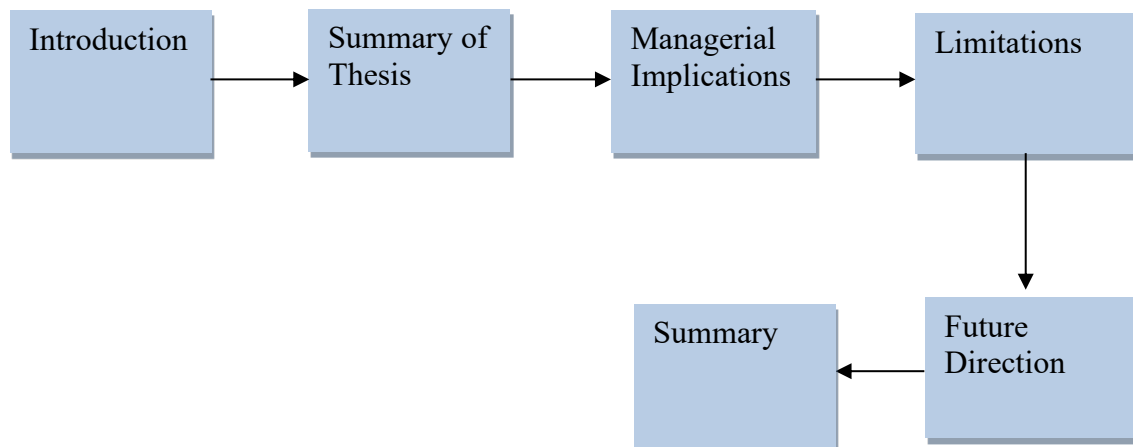 Introduction
Summary of
Thesis
Managerial
Implications
Limitations
Future
Direction
Summary